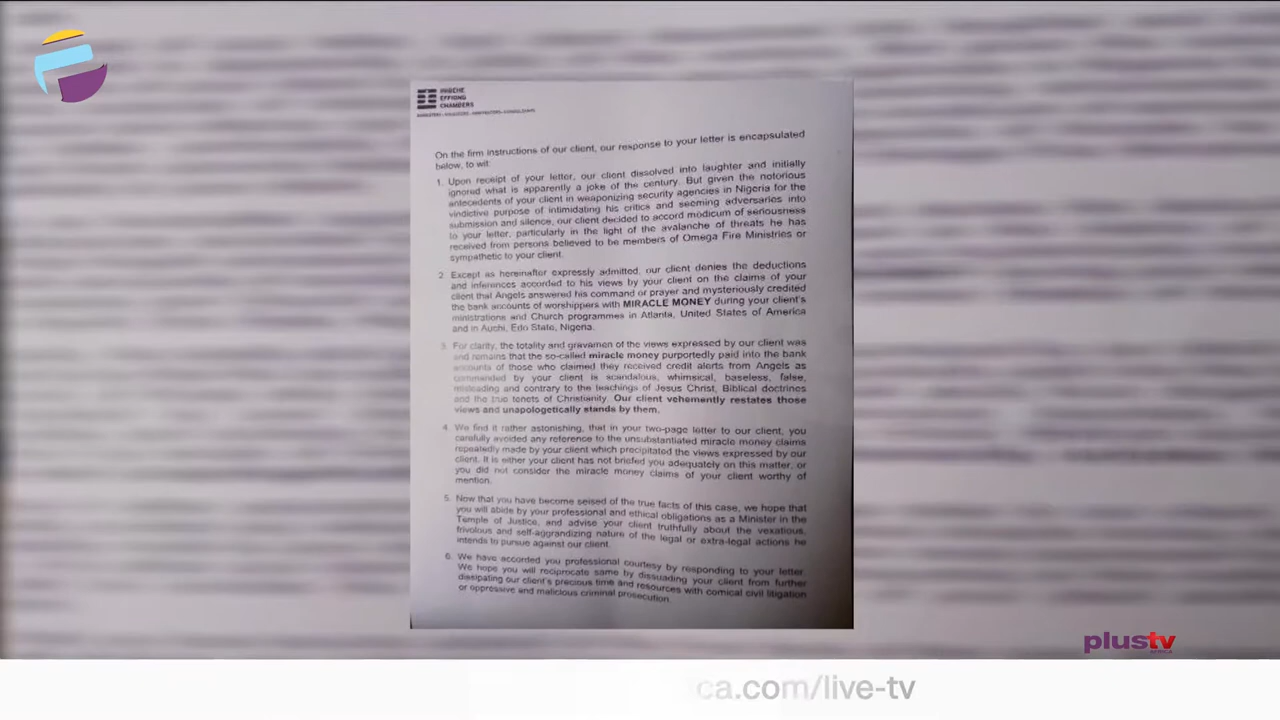 INIBEHE
EFFIONG
CHAMBERS
On the firm instructions of our client, our response to your letter is encapsulated
below, to wit:
1. Upon receipt of your letter, our client dissolved into laughter and initially
ignored what is apparently a joke of the century. But given the notorious
antecedents of your client in weaponizing security agencies in Nigeria for the
vindictive purpose of intimidating his critics and seeming adversaries into
submission and silence, our client decided to accord modicum of seriousness
to your letter, particularly in the light of the avalanche of threats he has
received from persons believed to be members of Omega Fire Ministries or
sympathetic to your client.
2. Except as hereinafter expressly admitted, our client denies the deductions
and inferences accorded to his views by your client on the claims of your
client that Angels answered his command or prayer and mysteriously credited
the bank accounts of worshippers with MIRACLE MONEY during your client's
ministrations and Church programmes in Atlanta, United States of America
and in Auchi, Edo State, Nigeria.
3. For clarity, the totality and gravamen of the views expressed by our client was
and remains that the so-called miracle money purportedly paid into the bank
accounts of those who claimed they received credit alerts from Angels as
commanded by your client is scandalous, whimsical, baseless, false,
misleading and contrary to the teachings of Jesus Christ, Biblical doctrines
and the true tenets of Christianity. Our client vehemently restates those
views and unapologetically stands by them.
4. We find it rather astonishing, that in your two-page letter to our client, you
carefully avoided any reference to the unsubstantiated miracle money claims
repeatedly made by your client which precipitated the views expressed by our
client. It is either your client has not briefed you adequately on this matter, or
you did not consider the miracle money claims of your client worthy of
mention.
5. Now that you have become seised of the true facts of this case, we hope that
you will abide by your professional and ethical obligations as a Minister in the
Temple of Justice, and advise your client truthfully about the vexatious,
frivolous and self-aggrandizing nature of the legal or extra-legal actions he
intends to pursue against our client.
6. We have accorded you professional courtesy by responding to your letter.
We hope you will reciprocate same by dissuading your client from further
dissipating our client's precious time and resources with comical civil litigation
or oppressive and malicious criminal prosecution.
plustv
AFRICA
ca.com/live-tv